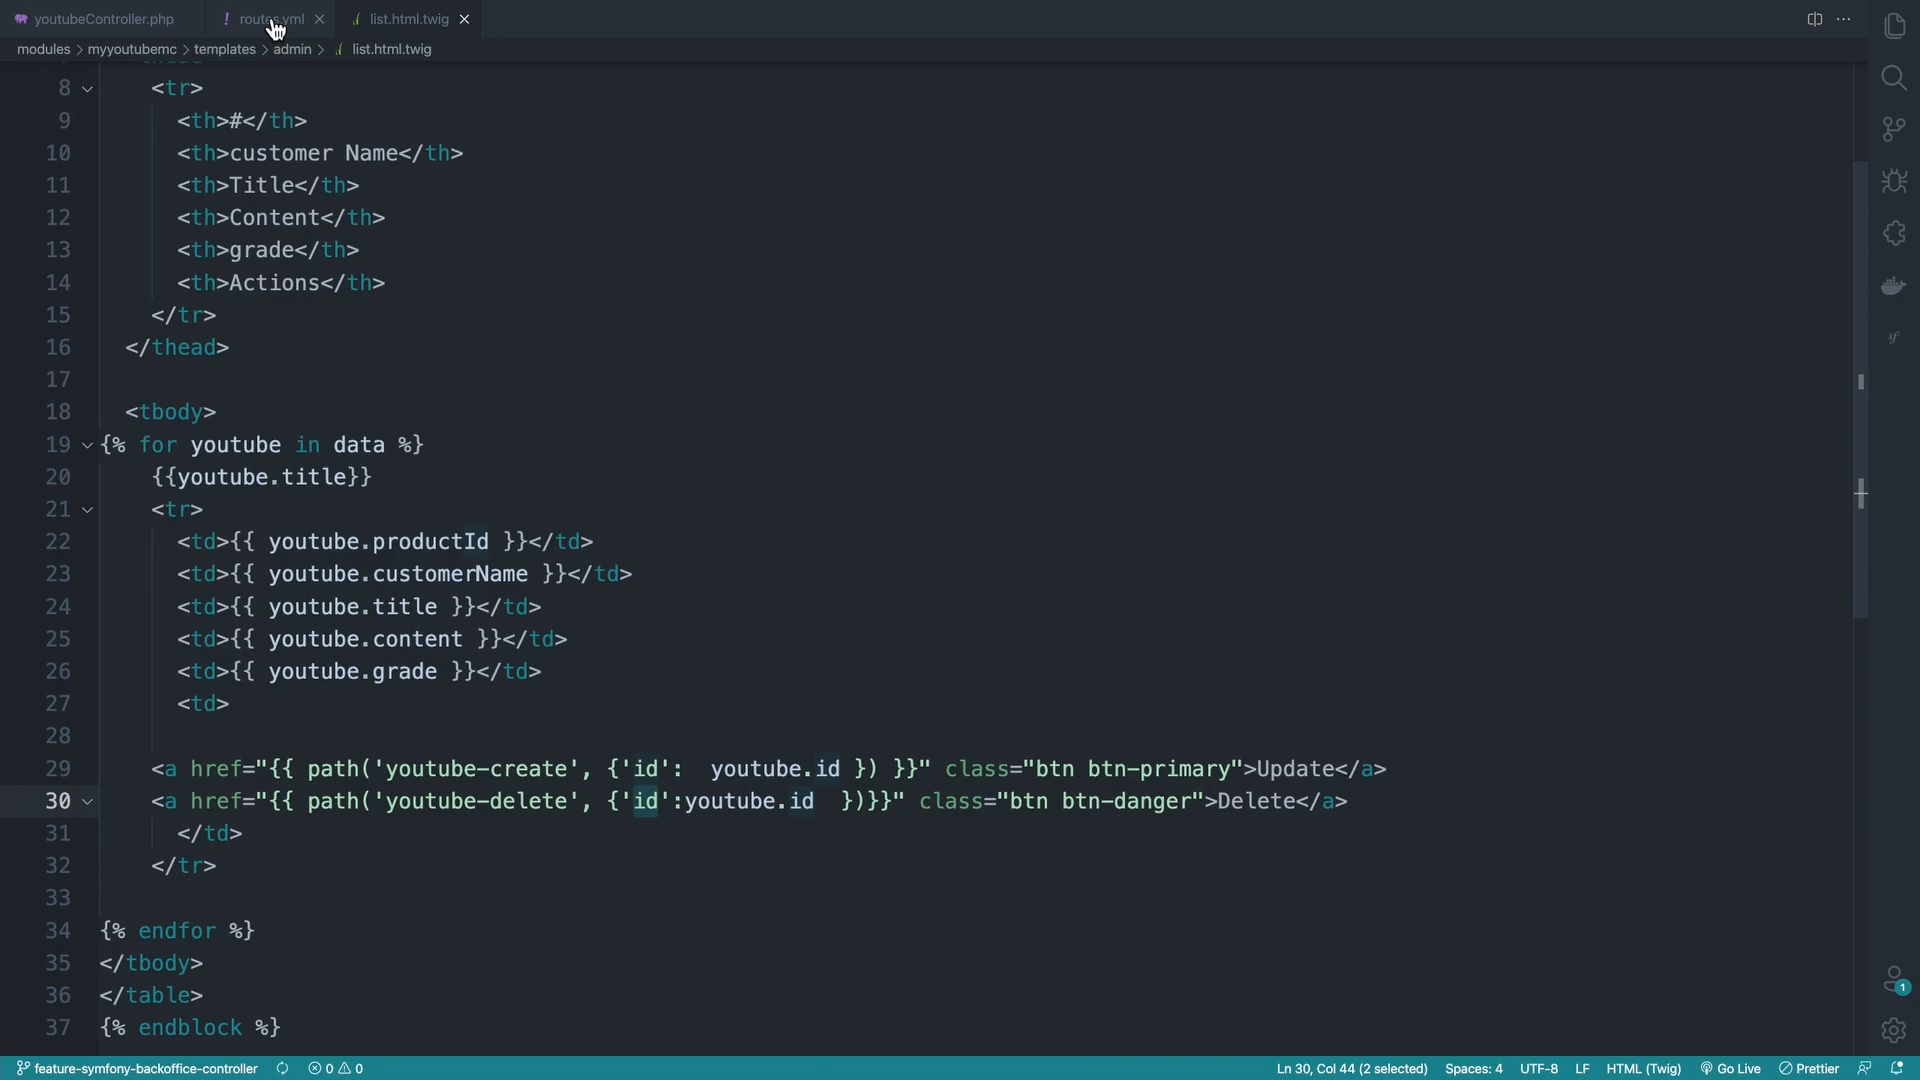 youtubeController.php ! routes.yml list.html.twig
modules > myyoutubemc > templates > admin > list.html.twig
8 <tr>
9 <th>#</th>
10 <th>customer Name</th>
11 <th>Title</th>
12 <th>Content</th>
13 <th>grade</th>
14 <th>Actions</th>
15 </tr>
16 </thead>
17
18 <tbody>
19 {% for youtube in data %}
20 {{youtube.title}}
21 <tr>
22 <td>{{ youtube.productId }}</td>
23 <td>{{ youtube.customerName }}</td>
24 <td>{{ youtube.title }}</td>
25 <td>{{ youtube.content }}</td>
26 <td>{{ youtube.grade }}</td>
27 <td>
28
29 <a href="{{ path('youtube-create', {'id':  youtube.id }) }}" class="btn btn-primary">Update</a>
30 <a href="{{ path('youtube-delete', {'id':youtube.id  })}}" class="btn btn-danger">Delete</a>
31 </td>
32 </tr>
33
34 {% endfor %}
35 </tbody>
36 </table>
37 {% endblock %}
sf
1
feature-symfony-backoffice-controller 0 0 Ln 30, Col 44 (2 selected) Spaces: 4 UTF-8 LF HTML (Twig) Go Live Prettier